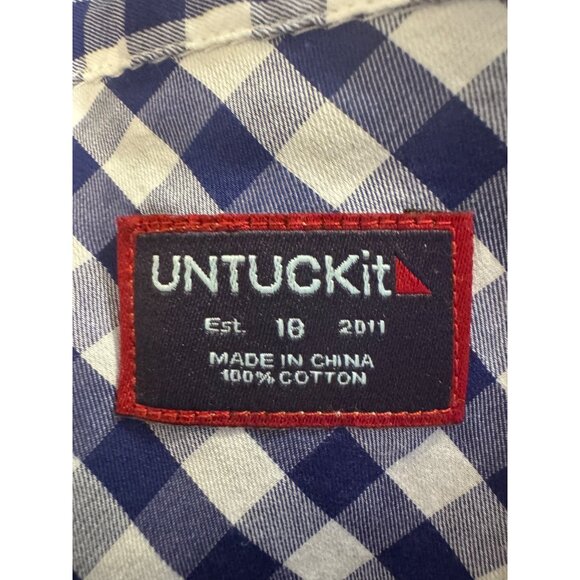 UNTUCKit
Est. 18 2011
MADE IN CHINA
100% COTTON